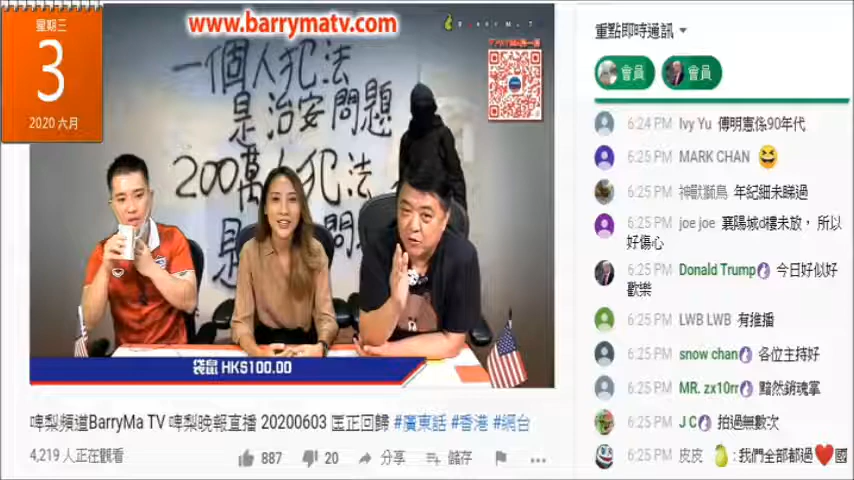 星期三
3
2020 六月
www.barrymatv.com
BARRYMATV
一個人犯法
是治安問題
200萬人犯法
是 問題
袋鼠 HK$100.00
啤梨頻道BarryMa TV 啤梨晚報直播 20200603 匡正回歸 #廣東話 #香港 #網台
4,219 人正在觀看
887
20
分享
儲存
重點即時通訊
會員
會員
6:24 PM Ivy Yu 傅明憲係90年代
6:25 PM MARK CHAN 😆
6:25 PM 神獸獅鳥 年紀細未睇過
6:25 PM joe joe 襄陽城d樓未放， 所以
好傷心
6:25 PM Donald Trump 今日好似好
歡樂
6:25 PM LWB LWB 有推播
6:25 PM snow chan 各位主持好
6:25 PM MR. zx10rr 黯然銷魂掌
6:25 PM J C 拍過無數次
6:25 PM 皮皮 🍐: 我們全部都過❤️國